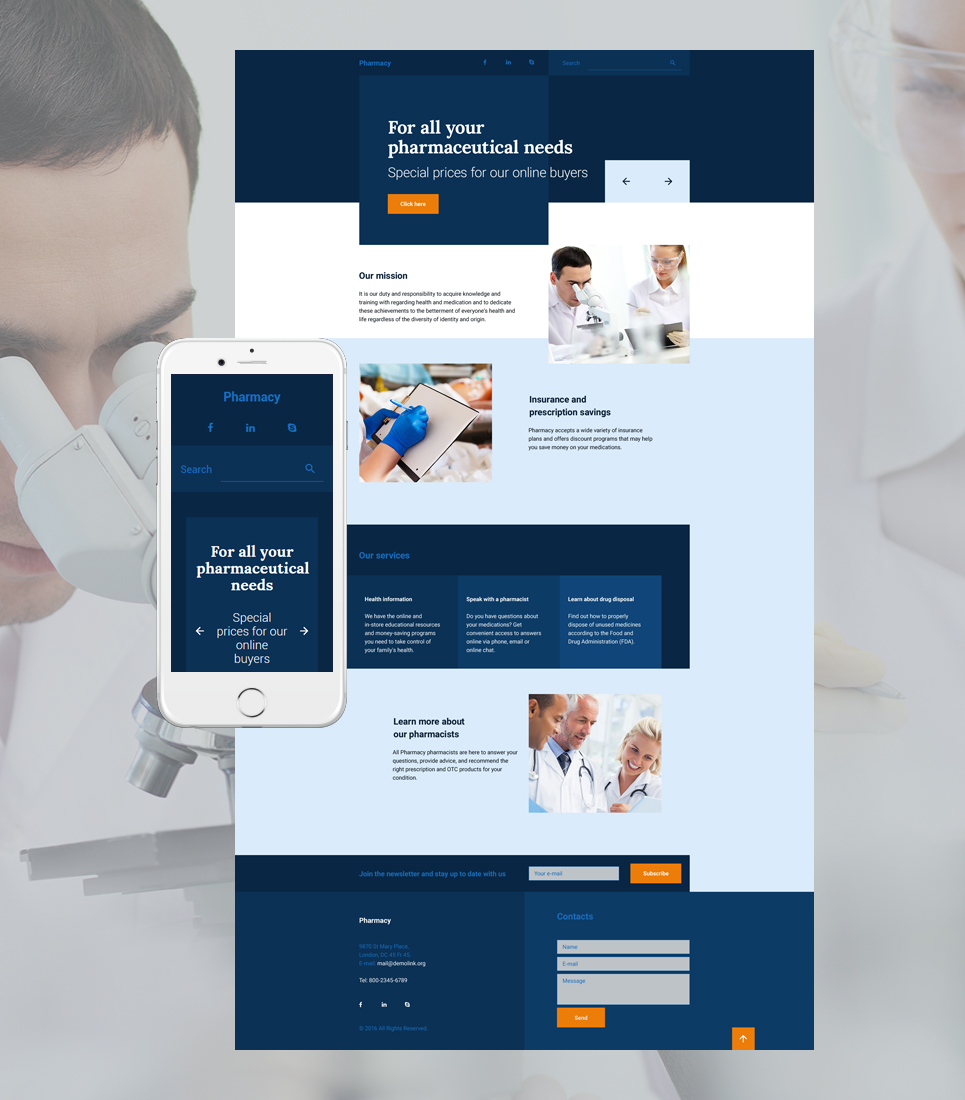 Pharmacy
Search
For all your
pharmaceutical needs
Special prices for our online buyers
Click here
Our mission
It is our duty and responsibility to acquire knowledge and
training with regarding health and medication and to dedicate
these achievements to the betterment of everyone's health and
life regardless of the diversity of identity and origin.
Insurance and
prescription savings
Pharmacy accepts a wide variety of insurance
plans and offers discount programs that may help
you save money on your medications.
Pharmacy
Search
For all your
pharmaceutical
needs
Special
prices for our
online
buyers
Our services
Health information
We have the online and
in-store educational resources
and money-saving programs
you need to take control of
your family's health.
Speak with a pharmacist
Do you have questions about
your medications? Get
convenient access to answers
online via phone, email or
online chat.
Learn about drug disposal
Find out how to properly
dispose of unused medicines
according to the Food and
Drug Administration (FDA).
Learn more about
our pharmacists
All Pharmacy pharmacists are here to answer your
questions, provide advice, and recommend the
right prescription and OTC products for your
condition.
Join the newsletter and stay up to date with us
Your e-mail
Subscribe
Pharmacy
9870 St Mary Place,
London, DC 45 Fr 45.
E-mail: mail@demolink.org
Tel: 800-2345-6789
© 2016 All Rights Reserved.
Contacts
Name
E-mail
Message
Send